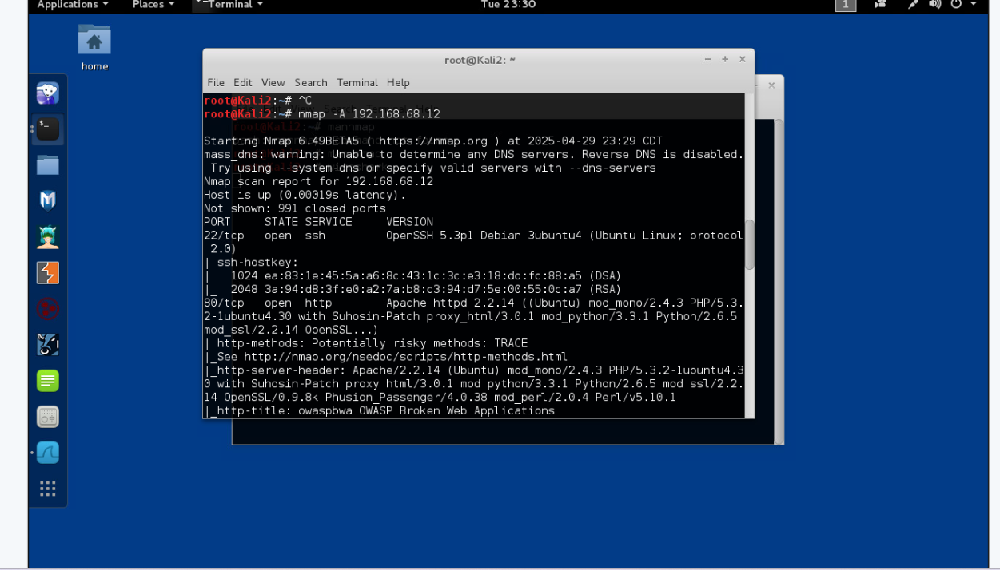 Applications Places Terminal Tue 23:30 1
home
root@Kali2: ~
File Edit View Search Terminal Help
root@Kali2:~# ^C
root@Kali2:~# nmap -A 192.168.68.12
root@Kali2:~# mannmap
Starting Nmap 6.49BETA5 ( https://nmap.org ) at 2025-04-29 23:29 CDT
mass_dns: warning: Unable to determine any DNS servers. Reverse DNS is disabled.
Try using --system-dns or specify valid servers with --dns-servers
Nmap scan report for 192.168.68.12
Host is up (0.00019s latency).
Not shown: 991 closed ports
PORT STATE SERVICE VERSION
22/tcp open ssh OpenSSH 5.3p1 Debian 3ubuntu4 (Ubuntu Linux; protocol
2.0)
| ssh-hostkey:
| 1024 ea:83:1e:45:5a:a6:8c:43:1c:3c:e3:18:dd:fc:88:a5 (DSA)
|_ 2048 3a:94:d8:3f:e0:a2:7a:b8:c3:94:d7:5e:00:55:0c:a7 (RSA)
80/tcp open http Apache httpd 2.2.14 ((Ubuntu) mod_mono/2.4.3 PHP/5.3.
2-1ubuntu4.30 with Suhosin-Patch proxy_html/3.0.1 mod_python/3.3.1 Python/2.6.5
mod_ssl/2.2.14 OpenSSL...)
| http-methods: Potentially risky methods: TRACE
|_See http://nmap.org/nsedoc/scripts/http-methods.html
|_http-server-header: Apache/2.2.14 (Ubuntu) mod_mono/2.4.3 PHP/5.3.2-1ubuntu4.3
0 with Suhosin-Patch proxy_html/3.0.1 mod_python/3.3.1 Python/2.6.5 mod_ssl/2.2.
14 OpenSSL/0.9.8k Phusion_Passenger/4.0.38 mod_perl/2.0.4 Perl/v5.10.1
|_http-title: owaspbwa OWASP Broken Web Applications